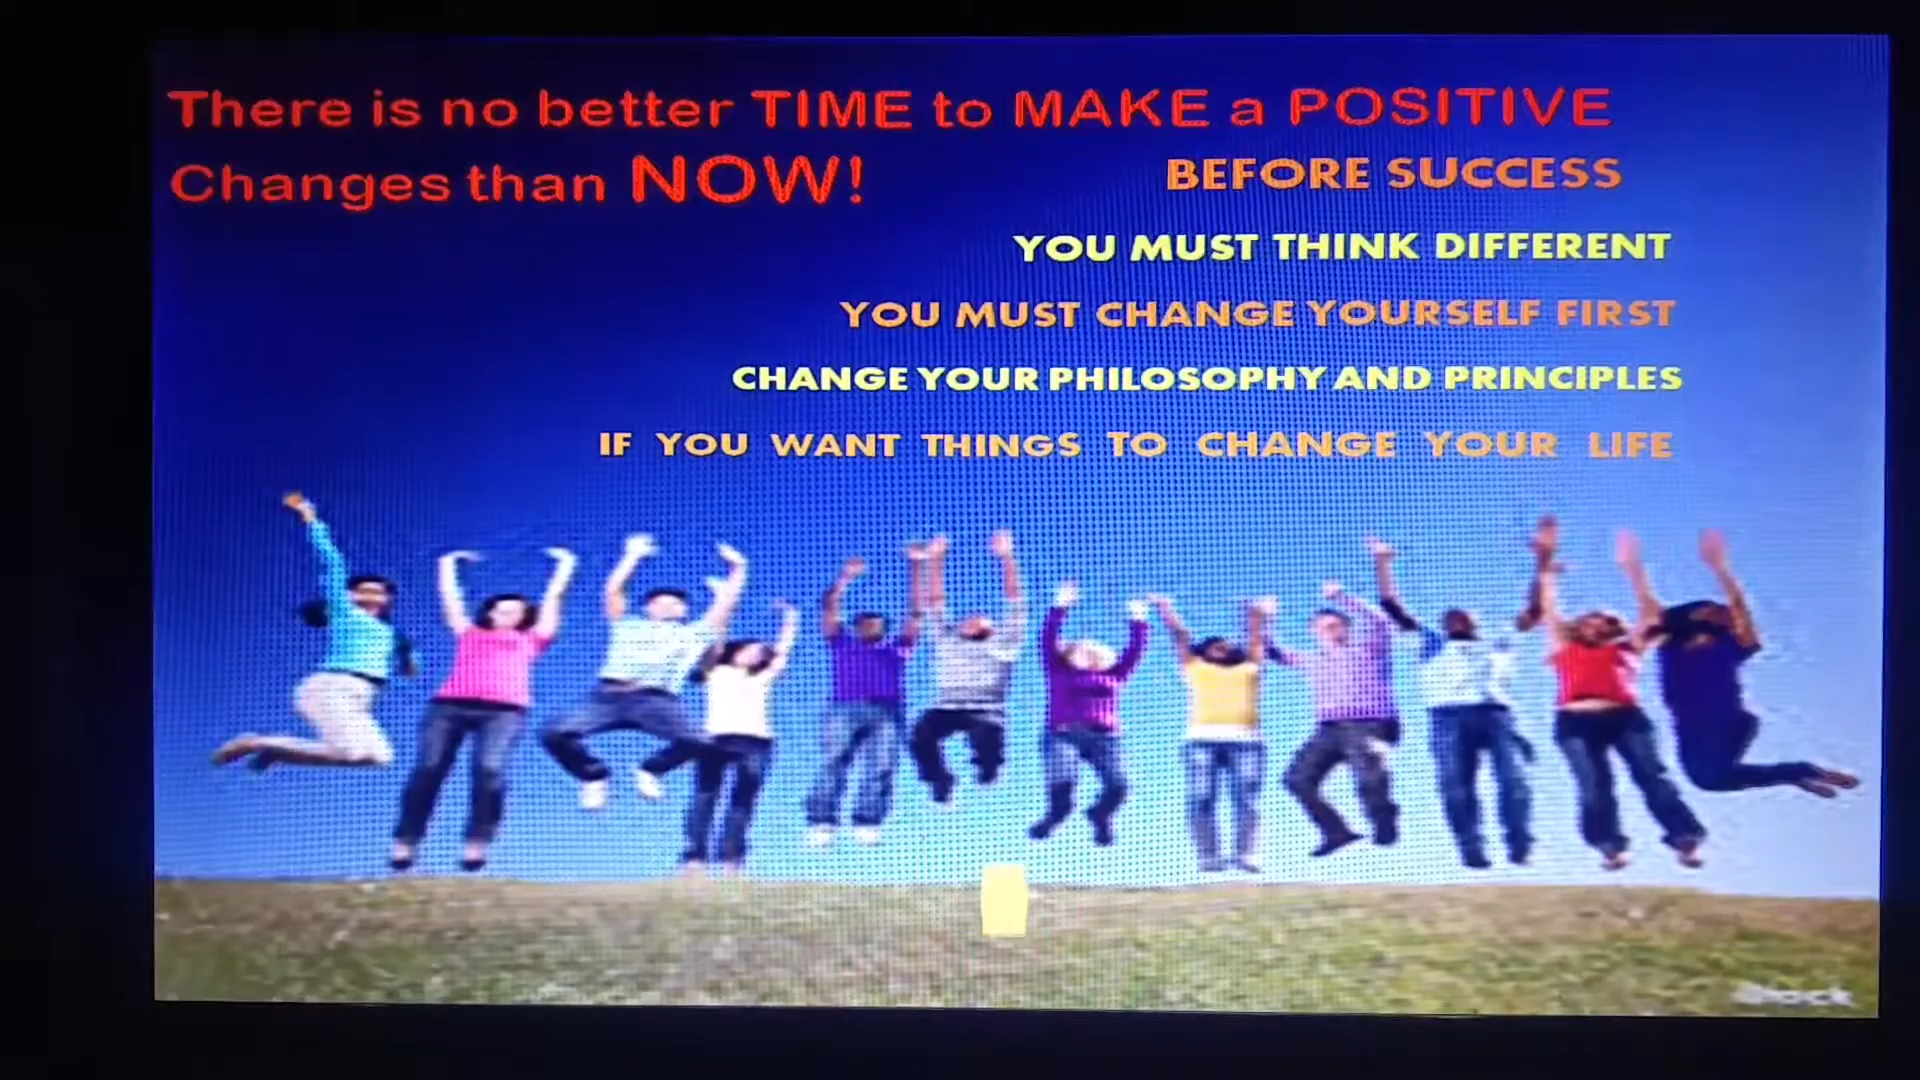 There is no better TIME to MAKE a POSITIVE
Changes than NOW!
BEFORE SUCCESS
YOU MUST THINK DIFFERENT
YOU MUST CHANGE YOURSELF FIRST
CHANGE YOUR PHILOSOPHY AND PRINCIPLES
IF YOU WANT THINGS TO CHANGE YOUR LIFE
iStock